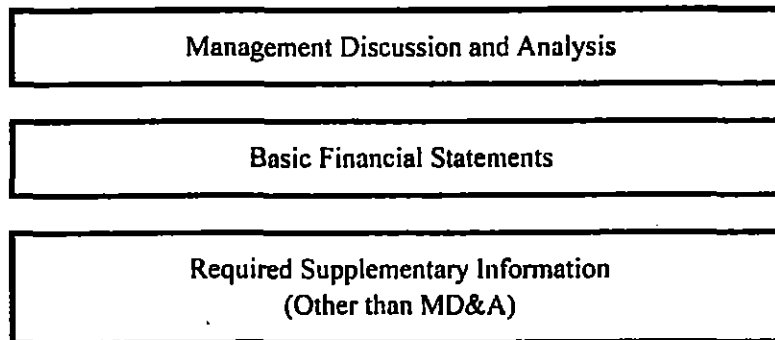 Management Discussion and Analysis
Basic Financial Statements
Required Supplementary Information
(Other than MD&A)